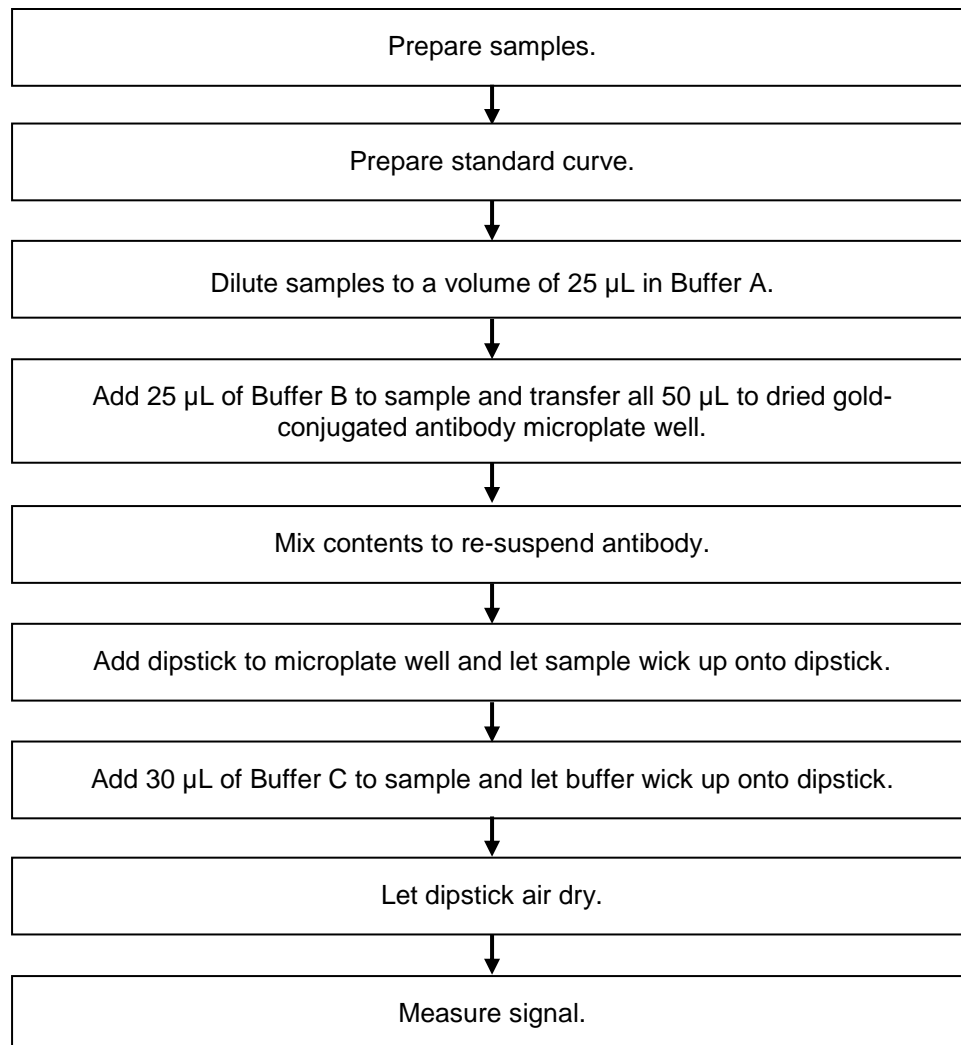 Prepare samples.
Prepare standard curve.
Dilute samples to a volume of 25 µL in Buffer A.
Add 25 µL of Buffer B to sample and transfer all 50 µL to dried gold-
conjugated antibody microplate well.
Mix contents to re-suspend antibody.
Add dipstick to microplate well and let sample wick up onto dipstick.
Add 30 µL of Buffer C to sample and let buffer wick up onto dipstick.
Let dipstick air dry.
Measure signal.